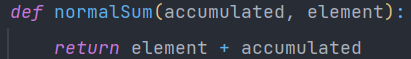 def normalSum(accumulated, element):
    return element + accumulated